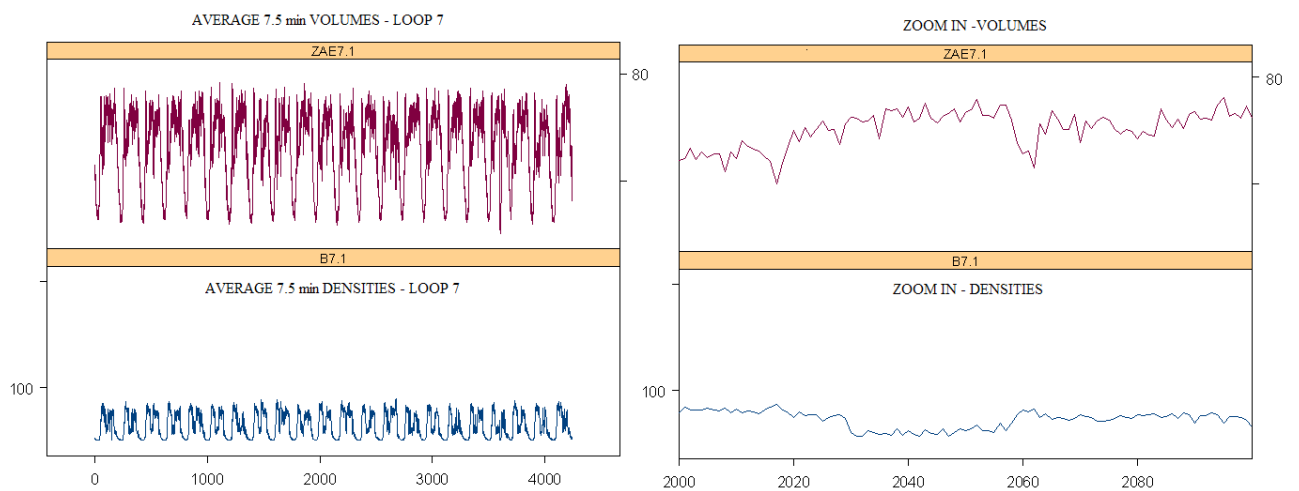 AVERAGE 7.5 min VOLUMES - LOOP 7
ZAE7.1
80
B7.1
AVERAGE 7.5 min DENSITIES - LOOP 7
100
0 1000 2000 3000 4000
ZOOM IN -VOLUMES
ZAE7.1
80
B7.1
ZOOM IN - DENSITIES
100
2000 2020 2040 2060 2080